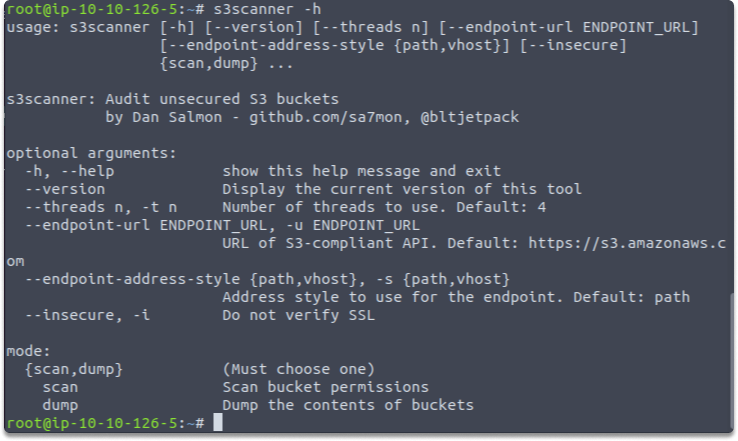 root@ip-10-10-126-5:~# s3scanner -h
usage: s3scanner [-h] [--version] [--threads n] [--endpoint-url ENDPOINT_URL]
                 [--endpoint-address-style {path,vhost}] [--insecure]
                 {scan,dump} ...

s3scanner: Audit unsecured S3 buckets
           by Dan Salmon - github.com/sa7mon, @bltjetpack

optional arguments:
  -h, --help            show this help message and exit
  --version             Display the current version of this tool
  --threads n, -t n     Number of threads to use. Default: 4
  --endpoint-url ENDPOINT_URL, -u ENDPOINT_URL
                        URL of S3-compliant API. Default: https://s3.amazonaws.c
om
  --endpoint-address-style {path,vhost}, -s {path,vhost}
                        Address style to use for the endpoint. Default: path
  --insecure, -i        Do not verify SSL

mode:
  {scan,dump}           (Must choose one)
    scan                Scan bucket permissions
    dump                Dump the contents of buckets
root@ip-10-10-126-5:~#